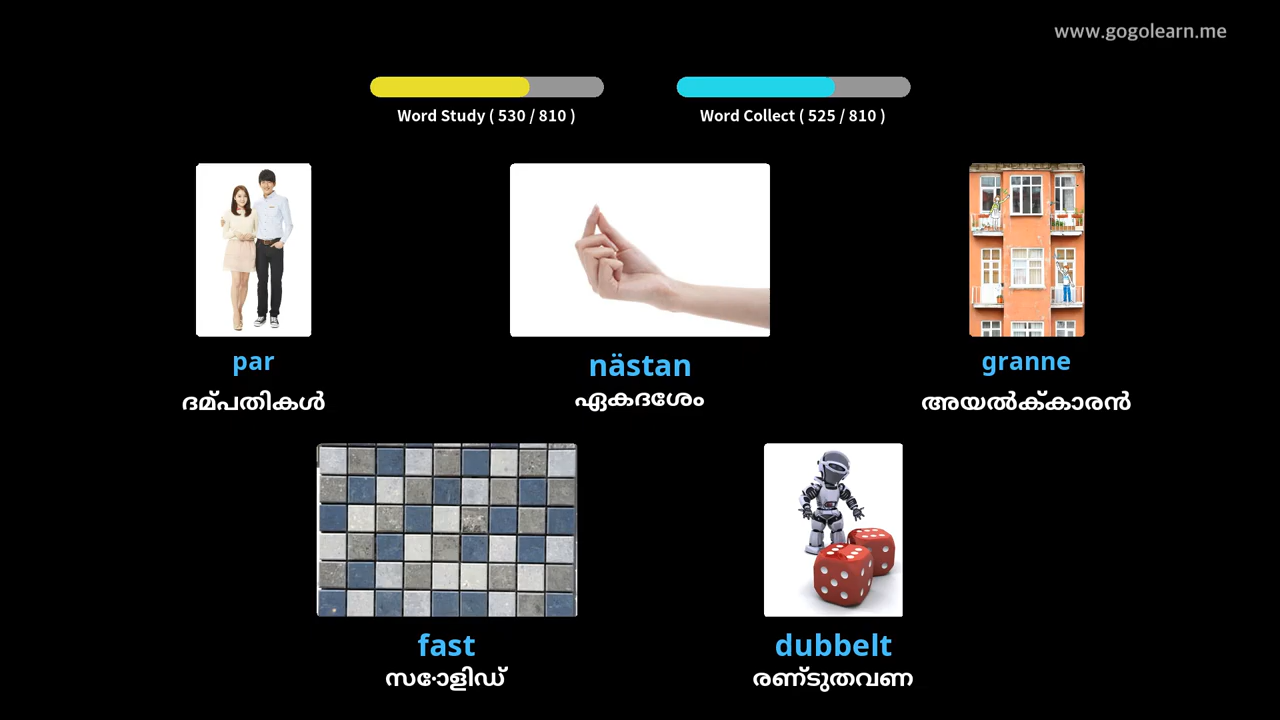 www.gogolearn.me
Word Study ( 530 / 810 )
Word Collect ( 525 / 810 )
par
nästan
granne
ദമ്പതികൾ
ഏകദശേം
അയൽക്കാരൻ
fast
dubbelt
സോളിഡ്
രണ്ടുതവണ